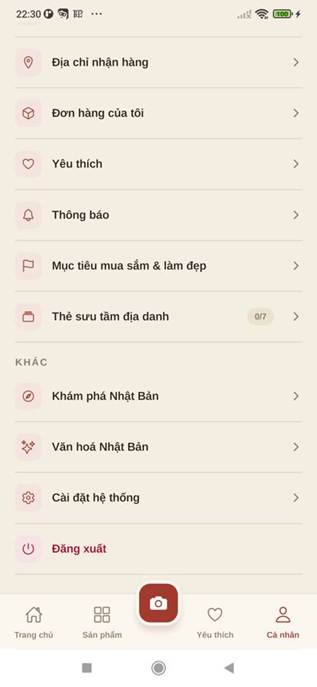 22:30
100
Địa chỉ nhận hàng
Đơn hàng của tôi
Yêu thích
Thông báo
Mục tiêu mua sắm & làm đẹp
Thẻ sưu tầm địa danh 0/7
KHÁC
Khám phá Nhật Bản
Văn hoá Nhật Bản
Cài đặt hệ thống
Đăng xuất
Trang chủ Sản phẩm Yêu thích Cá nhân